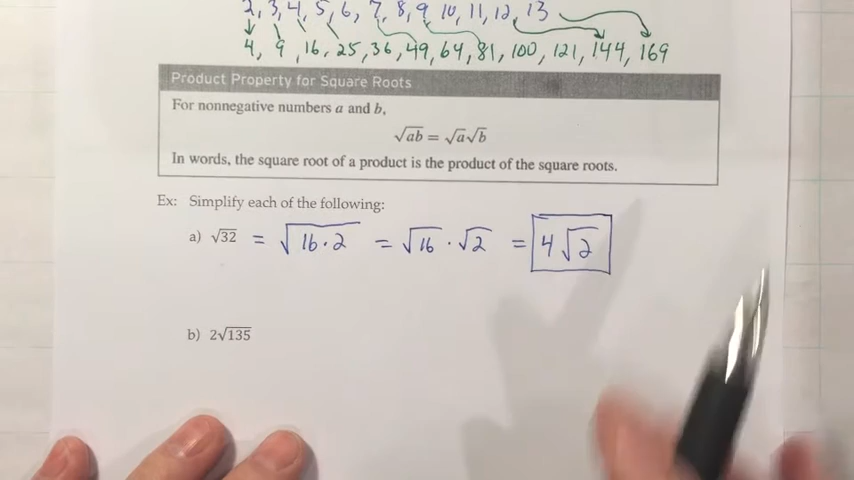 2, 3, 4, 5, 6, 7, 8, 9, 10, 11, 12, 13
4, 9, 16, 25, 36, 49, 64, 81, 100, 121, 144, 169
Product Property for Square Roots
For nonnegative numbers a and b,
√ab = √a√b
In words, the square root of a product is the product of the square roots.
Ex: Simplify each of the following:
a) √32 = √16·2 = √16 · √2 = 4√2
b) 2√135